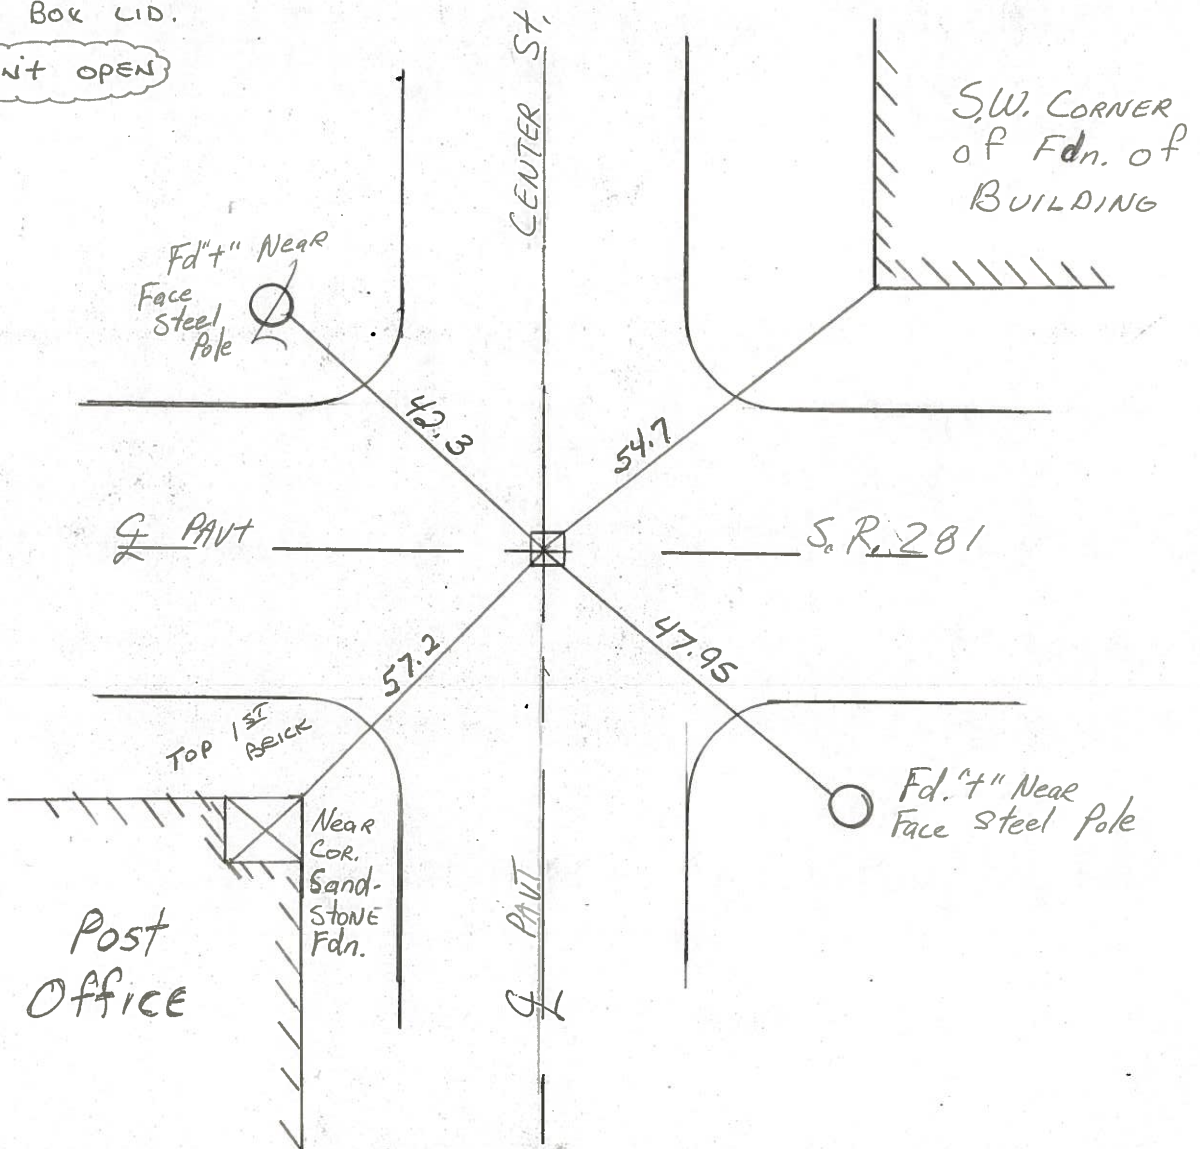 BOX LID.
N'T OPEN
CENTER St.
S.W. CORNER
of Fdn. of
BUILDING
Fd "+" Near
Face
Steel
Pole
42.3
54.7
℄ PAVT
S.R. 281
57.2
47.95
TOP 1ST
BRICK
Fd. "+" Near
Face Steel Pole
Near
COR.
Sand-
STONE
Fdn.
Post
Office
℄ PAVT